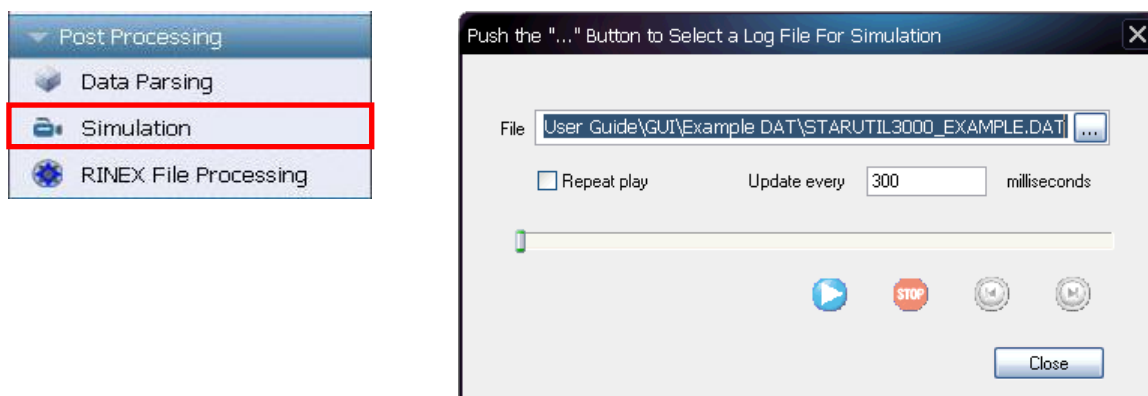 Post Processing
Data Parsing
Simulation
RINEX File Processing
Push the "..." Button to Select a Log File For Simulation
File User Guide\GUI\Example DAT\STARUTIL3000_EXAMPLE.DAT ...
Repeat play Update every 300 milliseconds
STOP
Close